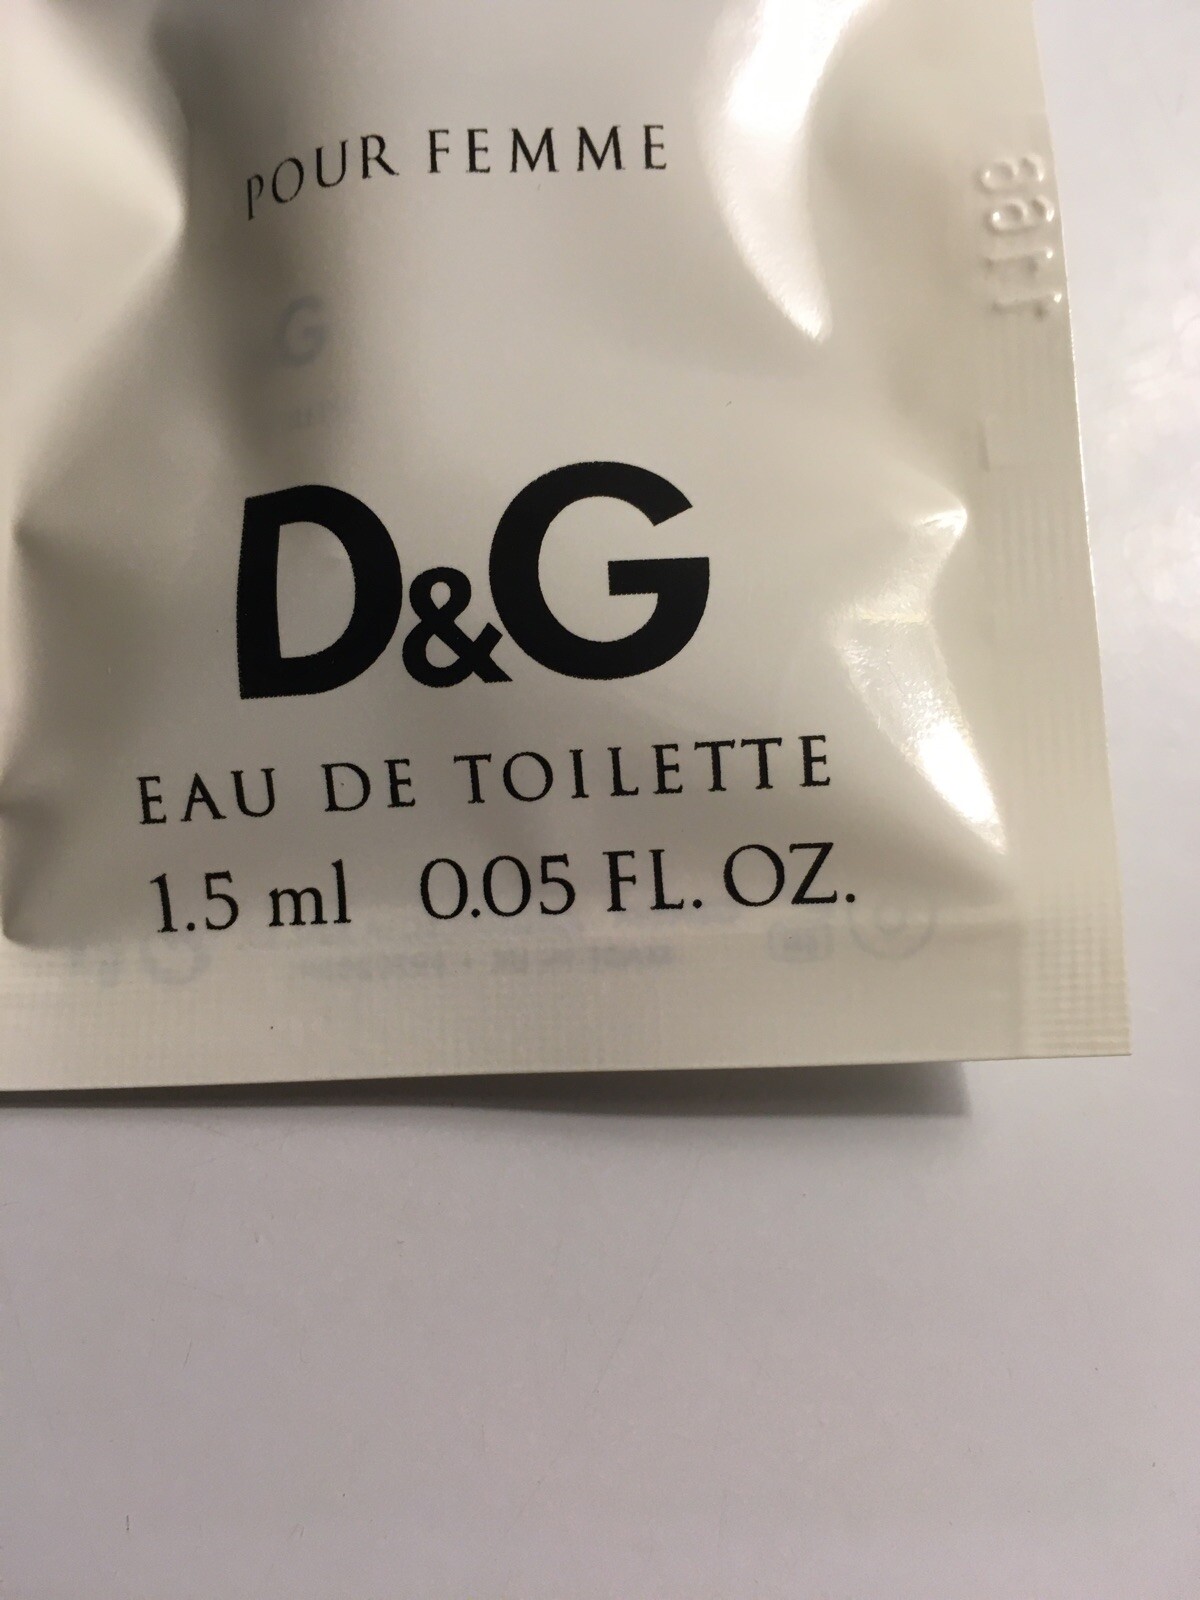 POUR FEMME
D&G
EAU DE TOILETTE
1.5 ml 0.05 FL. OZ.